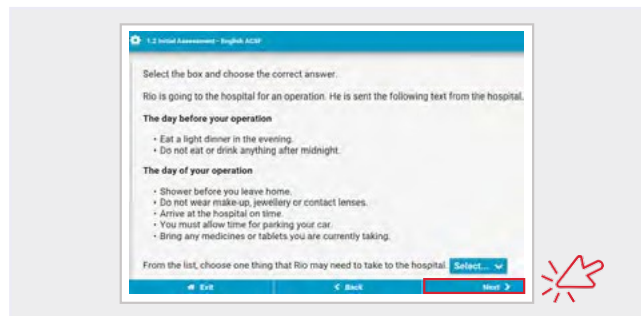 1.2 Initial Assessment - English ACSF
Select the box and choose the correct answer.
Rio is going to the hospital for an operation. He is sent the following text from the hospital.
The day before your operation
• Eat a light dinner in the evening.
• Do not eat or drink anything after midnight.
The day of your operation
• Shower before you leave home.
• Do not wear make-up, jewellery or contact lenses.
• Arrive at the hospital on time.
• You must allow time for parking your car.
• Bring any medicines or tablets you are currently taking.
From the list, choose one thing that Rio may need to take to the hospital. Select...
Exit Back Next